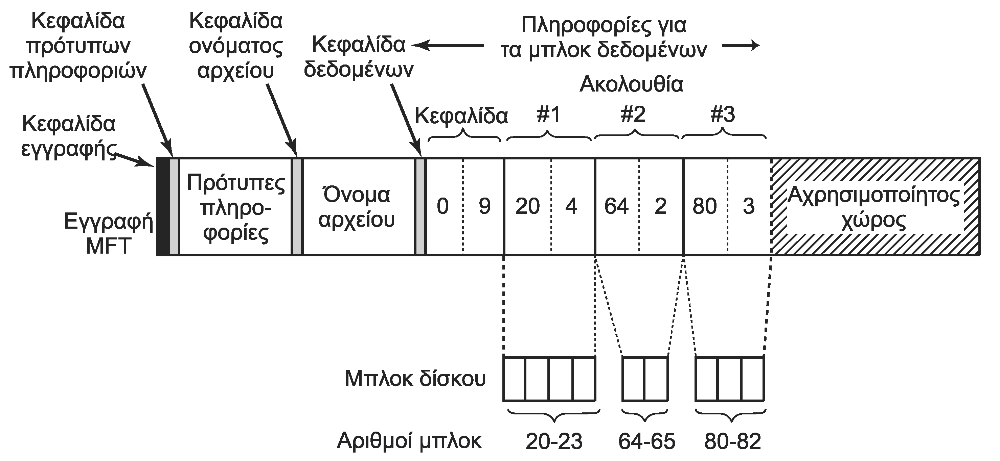 Κεφαλίδα
πρότυπων
πληροφοριών
Κεφαλίδα
ονόματος
αρχείου
Κεφαλίδα
δεδομένων
Πληροφορίες για
τα μπλοκ δεδομένων
Ακολουθία
Κεφαλίδα
εγγραφής
Κεφαλίδα #1 #2 #3
Εγγραφή
MFT
Πρότυπες
πληρο-
φορίες
Όνομα
αρχείου
0 9 20 4 64 2 80 3
Αχρησιμοποίητος
χώρος
Μπλοκ δίσκου
Αριθμοί μπλοκ 20-23 64-65 80-82